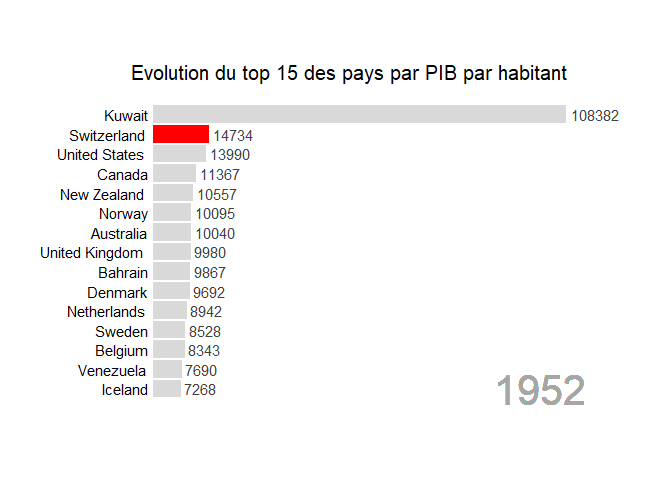 Evolution du top 15 des pays par PIB par habitant
Kuwait 108382
Switzerland 14734
United States 13990
Canada 11367
New Zealand 10557
Norway 10095
Australia 10040
United Kingdom 9980
Bahrain 9867
Denmark 9692
Netherlands 8942
Sweden 8528
Belgium 8343
Venezuela 7690
Iceland 7268
1952